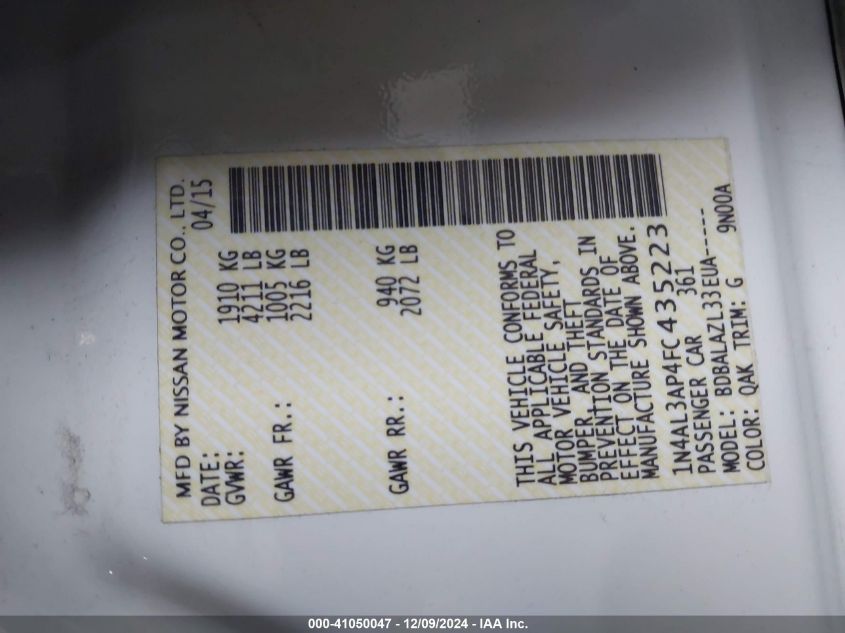 MFD BY NISSAN MOTOR CO., LTD.
DATE: 04/15
GVWR: 1910 KG
4211 LB
GAWR FR.: 1005 KG
2216 LB
GAWR RR.: 940 KG
2072 LB
THIS VEHICLE CONFORMS TO
ALL APPLICABLE FEDERAL
MOTOR VEHICLE SAFETY,
BUMPER, AND THEFT
PREVENTION STANDARDS IN
EFFECT ON THE DATE OF
MANUFACTURE SHOWN ABOVE.
1N4AL3AP4FC435223
PASSENGER CAR 361
MODEL: BDBALAZL33EUA-----
COLOR: QAK TRIM: G 9N00A
000-41050047 - 12/09/2024 - IAA Inc.